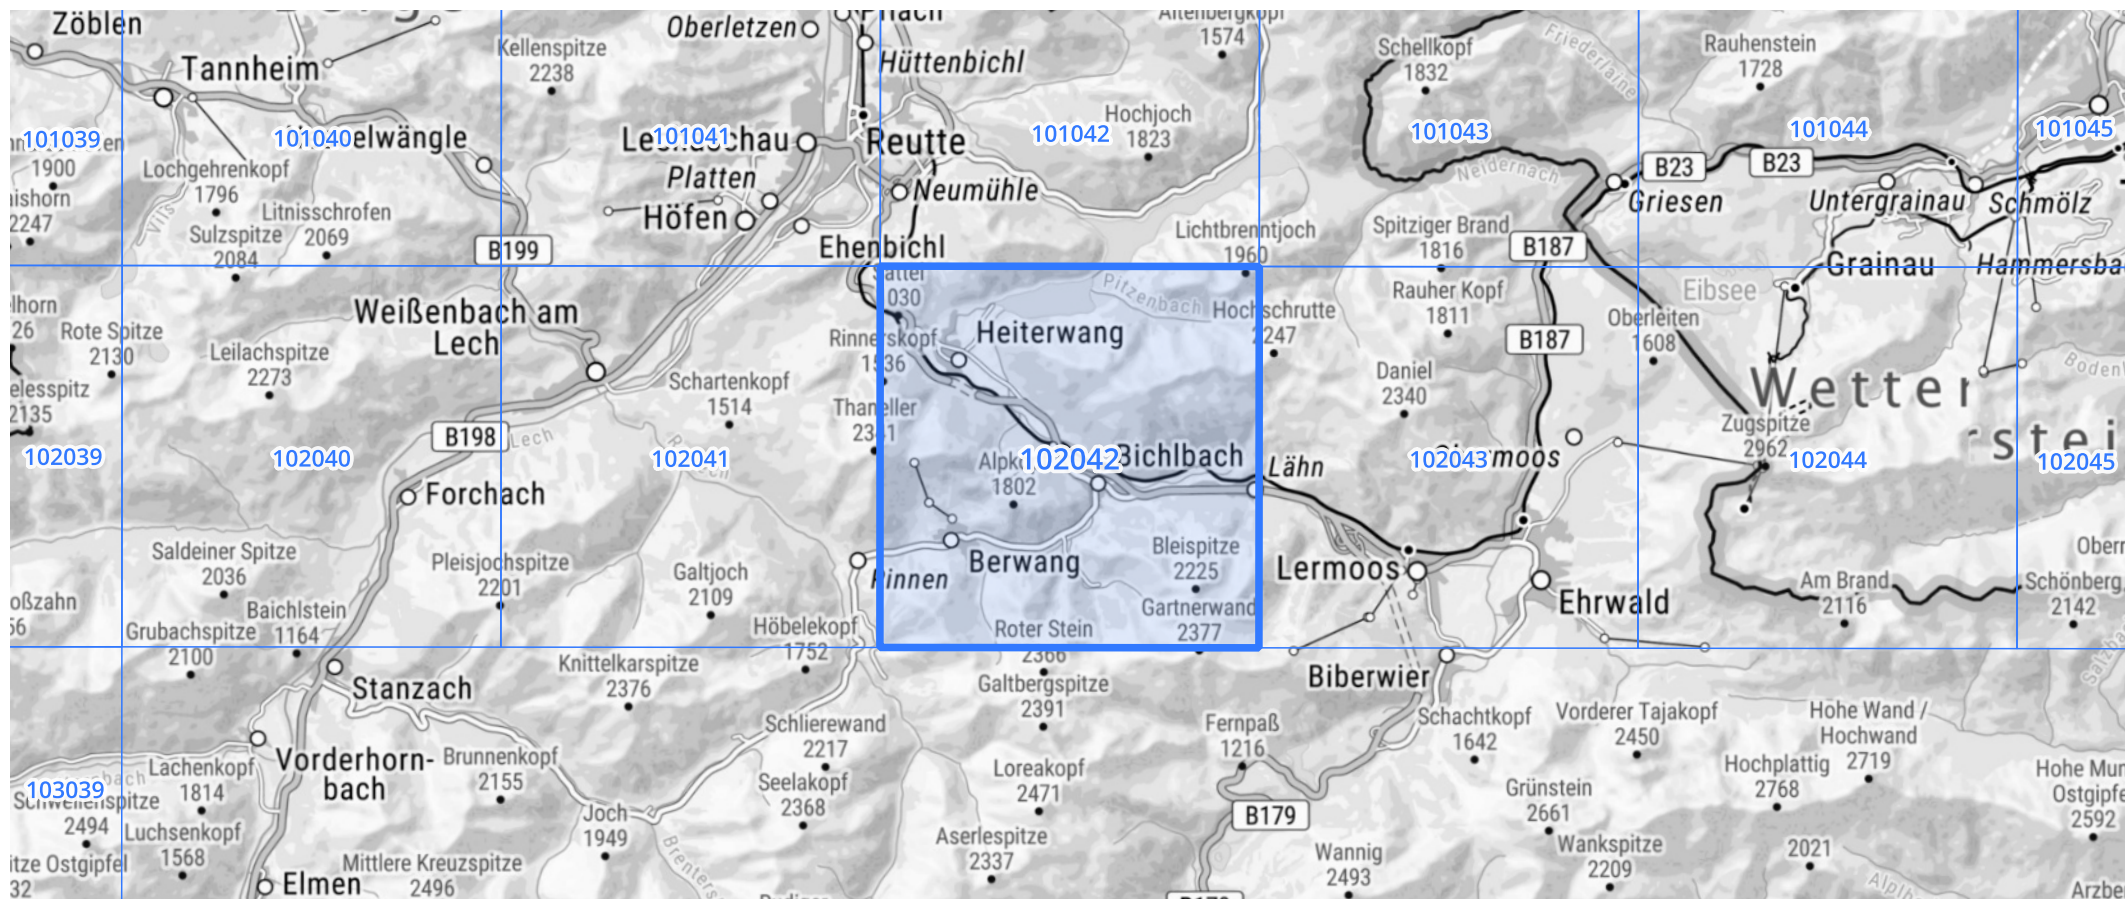 Zöblen
Tannheim
Kellenspitze
2238
Oberletzen
Hüttenbichl
1574
Schellkopf
1832
Friederlaine
Rauhenstein
1728
101039
1900
2247
101040
Lochgehrenkopf
1796
Vils
Litnisschrofen
2069
Sulzspitze
2084
B199
101041
Platten
Höfen
Reutte
Neumühle
Ehenbichl
101042
Hochjoch
1823
Lichtbrenntjoch
1960
101043
Neidernach
Spitziger Brand
1816
B187
B23
B23
Griesen
101044
Untergrainau
Schmölz
101045
Grainau
Eibsee
Rote Spitze
2130
Leilachspitze
2273
2135
Weißenbach am
Lech
Schartenkopf
1514
B198
Lech
Rinnerskopf
1536
Thaneller
Heiterwang
Pitzenbach
Hochschrutte
2247
Rauher Kopf
1811
B187
Oberleiten
1608
Daniel
2340
Wetter
Zugspitze
2962
102039
102040
102041
102042
Bichlbach
1802
Lähn
102043
102044
102045
Forchach
Saldeiner Spitze
2036
Pleisjochspitze
2201
Galtjoch
2109
Rinnen
Berwang
Bleispitze
2225
Gartnerwand
2377
Roter Stein
2366
Lermoos
Ehrwald
Am Brand
2116
Schönberg
2142
Baichlstein
1164
Grubachspitze
2100
Stanzach
Höbelekopf
1752
Knittelkarspitze
2376
Galtbergspitze
2391
Biberwier
Vorderhorn-
bach
Lachenkopf
1814
Brunnenkopf
2155
Schlierewand
2217
Seelakopf
2368
Loreakopf
2471
Fernpaß
1216
Schachtkopf
1642
Vorderer Tajakopf
2450
Hohe Wand /
Hochwand
2719
Hochplattig
2768
103039
2494
Luchsenkopf
1568
Joch
1949
B179
Grünstein
2661
2592
Elmen
Mittlere Kreuzspitze
2496
Aserlespitze
2337
Wannig
2493
Wankspitze
2209
2021